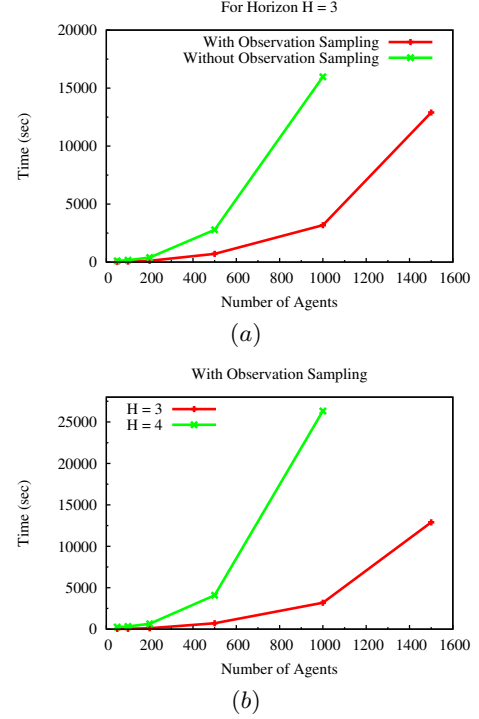 For Horizon H = 3
20000
With Observation Sampling
Without Observation Sampling
15000
10000
5000
0
Time (sec)
0 200 400 600 800 1000 1200 1400 1600
Number of Agents
(a)
With Observation Sampling
H = 3
H = 4
25000
20000
15000
10000
5000
0
Time (sec)
0 200 400 600 800 1000 1200 1400 1600
Number of Agents
(b)